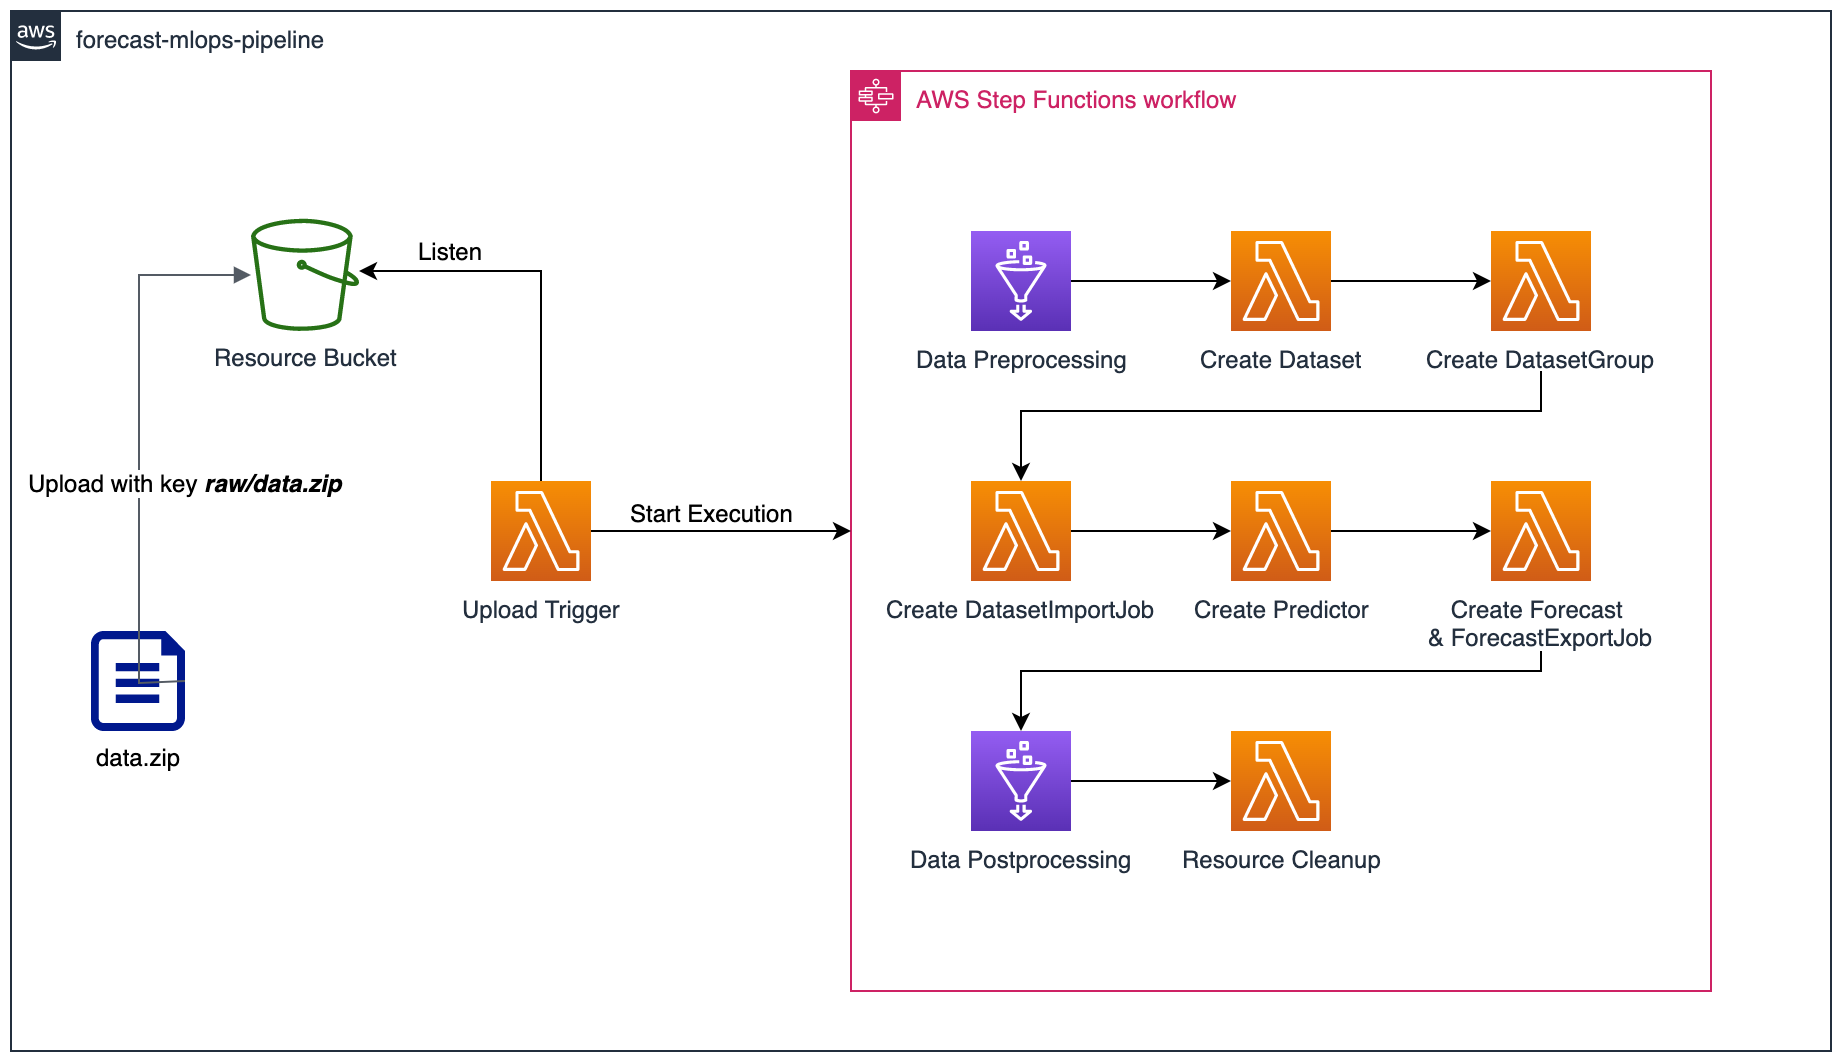 aws
forecast-mlops-pipeline
AWS Step Functions workflow
Listen
Resource Bucket
Upload with key raw/data.zip
data.zip
Start Execution
Upload Trigger
Data Preprocessing
Create Dataset
Create DatasetGroup
Create DatasetImportJob
Create Predictor
Create Forecast
& ForecastExportJob
Data Postprocessing
Resource Cleanup